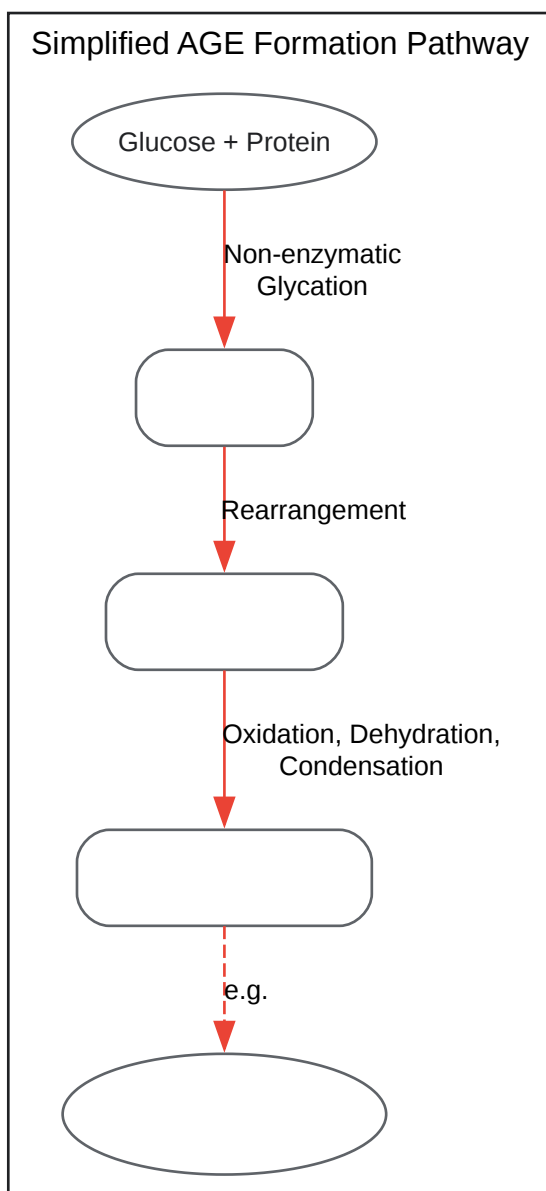 Simplified AGE Formation Pathway
Glucose + Protein
Non-enzymatic
Glycation
Rearrangement
Oxidation, Dehydration,
Condensation
e.g.